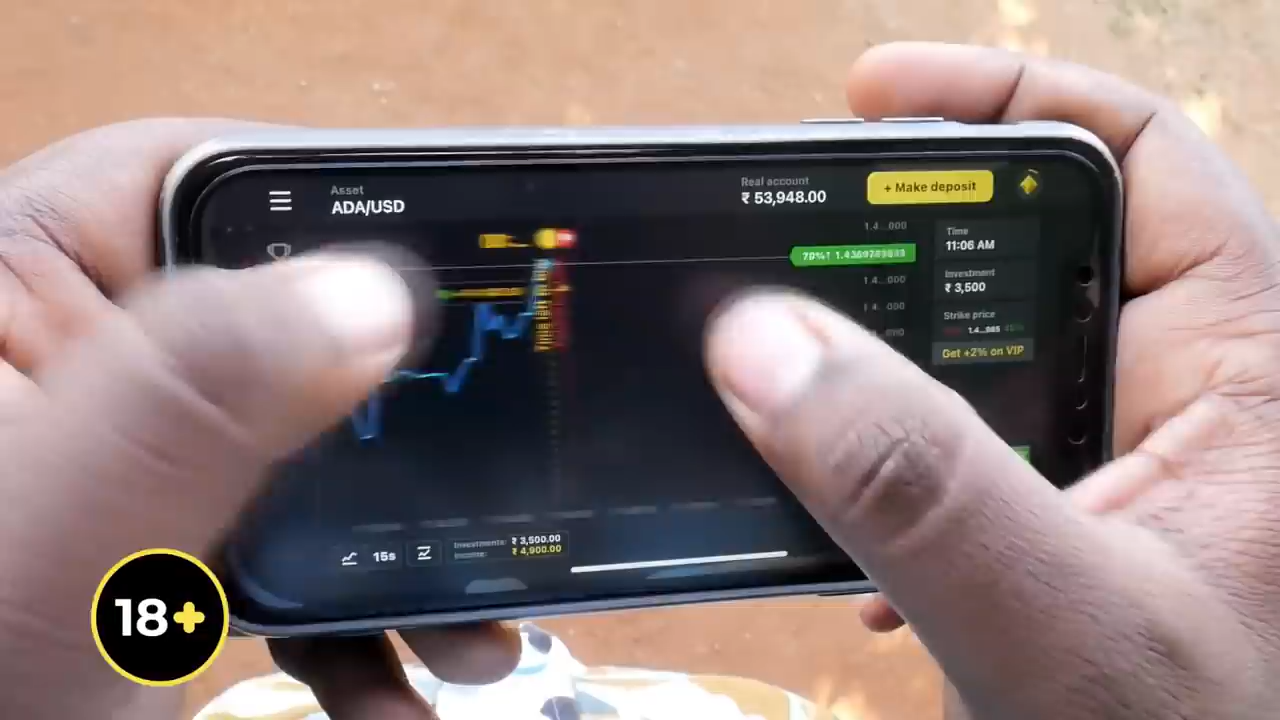 Asset
ADA/USD
Real account
₹ 53,948.00
+ Make deposit
Time
11:06 AM
Investment
₹ 3,500
Strike price
Get +2% on VIP
15s
Investments: ₹ 3,500.00
Income: ₹ 4,900.00
18+